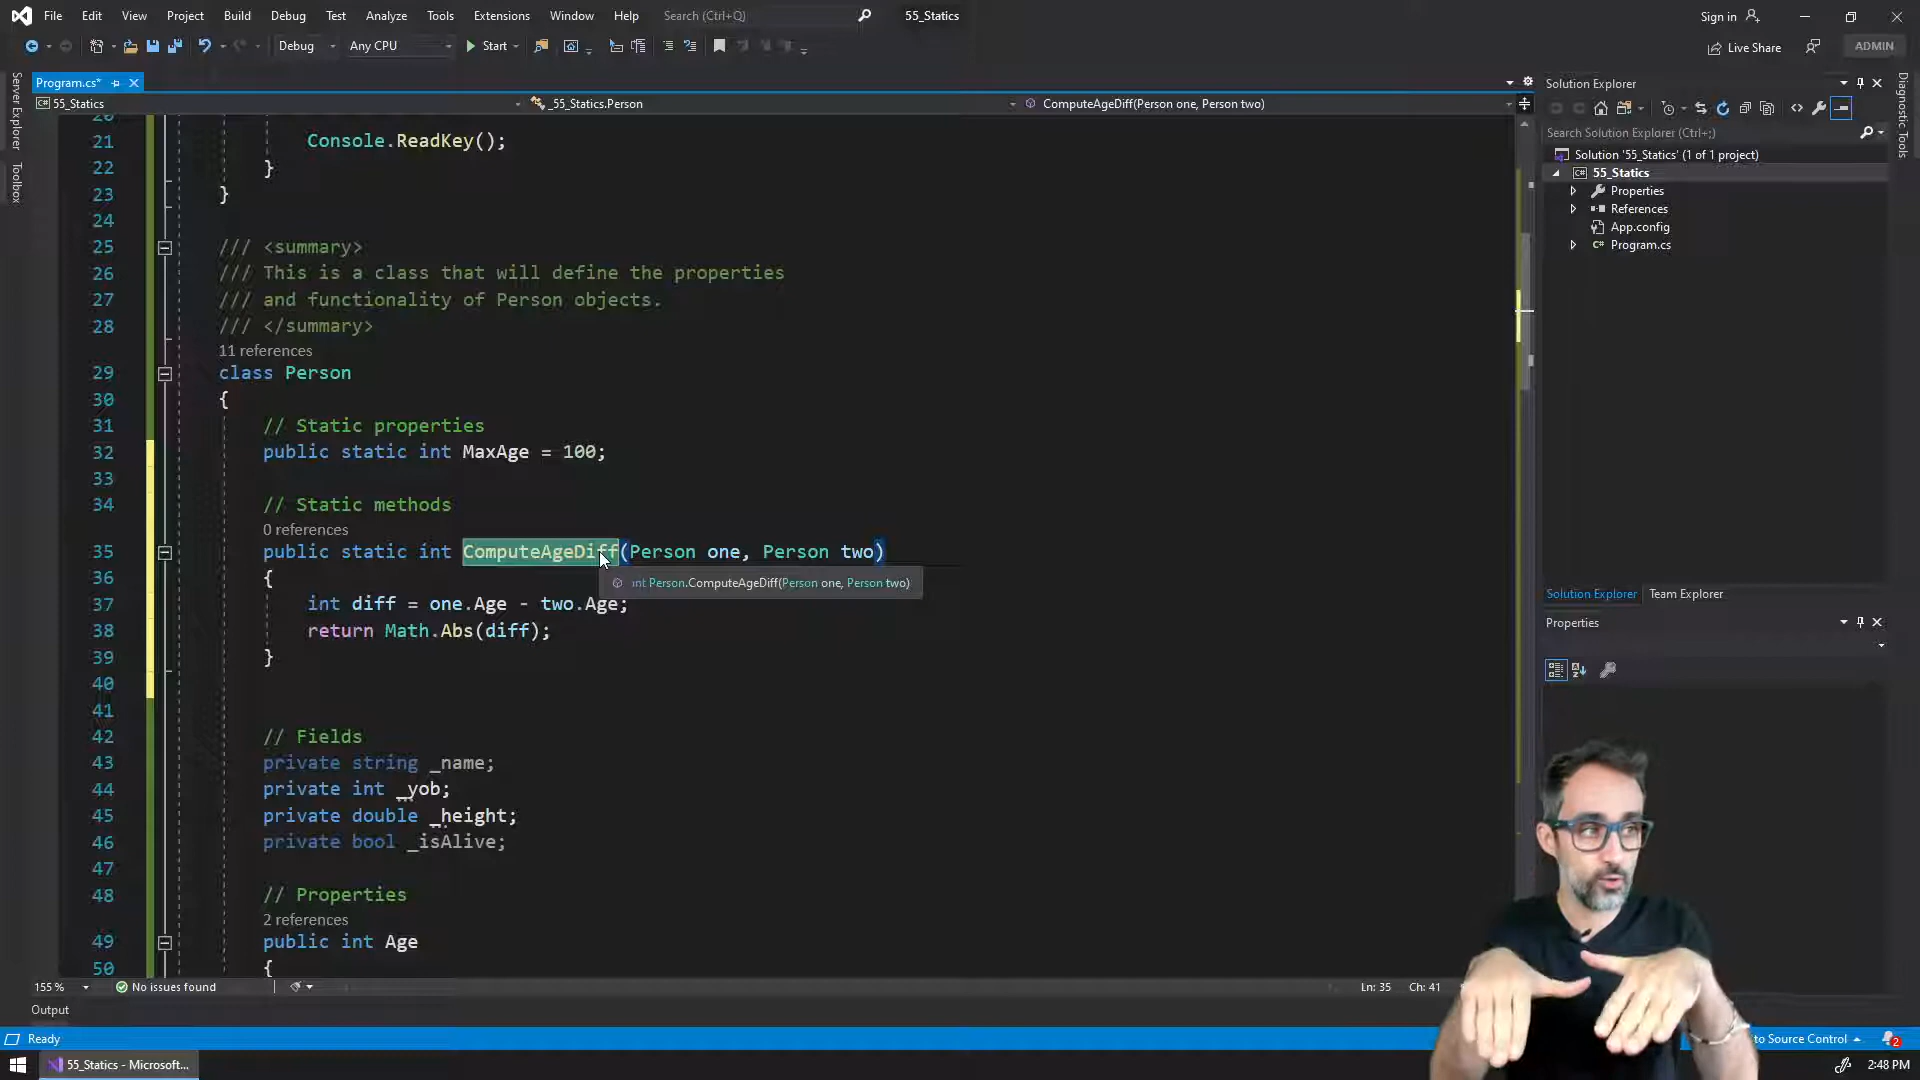 File Edit View Project Build Debug Test Analyze Tools Extensions Window Help Search (Ctrl+Q) 55_Statics Sign in
Debug Any CPU Start Live Share ADMIN
Program.cs*
55_Statics _55_Statics.Person ComputeAgeDiff(Person one, Person two)
Server Explorer
Toolbox
20
21 Console.ReadKey();
22 }
23 }
24
25 /// <summary>
26 /// This is a class that will define the properties
27 /// and functionality of Person objects.
28 /// </summary>
11 references
29 class Person
30 {
31 // Static properties
32 public static int MaxAge = 100;
33
34 // Static methods
0 references
35 public static int ComputeAgeDiff(Person one, Person two)
36 {
int Person.ComputeAgeDiff(Person one, Person two)
37 int diff = one.Age - two.Age;
38 return Math.Abs(diff);
39 }
40
41
42 // Fields
43 private string _name;
44 private int _yob;
45 private double _height;
46 private bool _isAlive;
47
48 // Properties
2 references
49 public int Age
50 {
155 % No issues found Ln: 35 Ch: 41
Output
Ready
Solution Explorer
Search Solution Explorer (Ctrl+;)
Solution '55_Statics' (1 of 1 project)
55_Statics
Properties
References
App.config
Program.cs
Solution Explorer Team Explorer
Properties
Diagnostic Tools
to Source Control 2
55_Statics - Microsoft... 2:48 PM